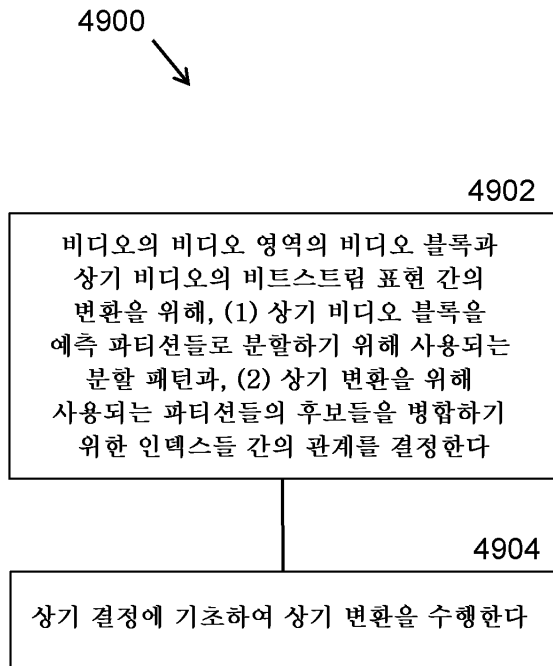 4900
4902
비디오의 비디오 영역의 비디오 블록과
상기 비디오의 비트스트림 표현 간의
변환을 위해, (1) 상기 비디오 블록을
예측 파티션들로 분할하기 위해 사용되는
분할 패턴과, (2) 상기 변환을 위해
사용되는 파티션들의 후보들을 병합하기
위한 인덱스들 간의 관계를 결정한다
4904
상기 결정에 기초하여 상기 변환을 수행한다